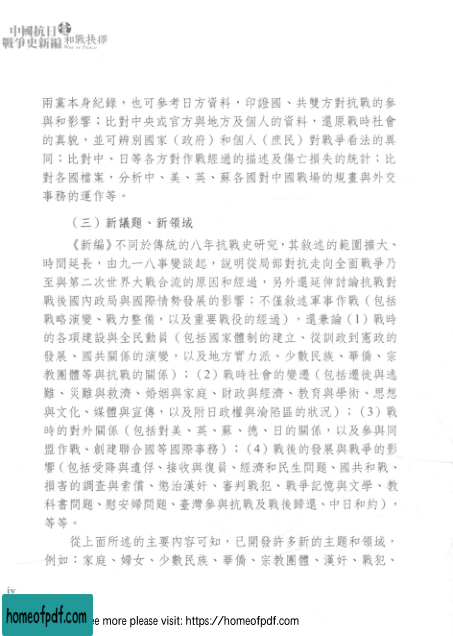 中國抗日
戰爭史新編
和戰抉擇
War or Peace
兩黨本身紀錄，也可參考日方資料，印證國、共雙方對抗戰的參
與和影響；比對中央或官方與地方及個人的資料，還原戰時社會
的真貌，並可辨別國家（政府）和個人（庶民）對戰爭看法的異
同；比對中、日等各方對作戰經過的描述及傷亡損失的統計；比
對各國檔案，分析中、美、英、蘇各國對中國戰場的規畫與外交
事務的運作等。
（三）新議題、新領域
《新編》不同於傳統的八年抗戰史研究，其敘述的範圍擴大、
時間延長，由九一八事變談起，說明從局部對抗走向全面戰爭乃
至與第二次世界大戰合流的原因和經過，另外還延伸討論抗戰對
戰後國內政局與國際情勢發展的影響；不僅敘述軍事作戰（包括
戰略演變、戰力整備，以及重要戰役的經過），還兼論（1）戰時
的各項建設與全民動員（包括國家體制的建立、從訓政到憲政的
發展、國共關係的演變，以及地方實力派、少數民族、華僑、宗
教團體等與抗戰的關係）；（2）戰時社會的變遷（包括遷後與逃
難、災難與救濟、婚姻與家庭、財政與經濟、教育與學術、思想
與文化、媒體與宣傳，以及附日政權與淪陷區的狀況）；（3）戰
時的對外關係（包括對美、英、蘇、德、日的關係，以及參與同
盟作戰、創建聯合國等國際事務）；（4）戰後的發展與戰爭的影
響（包括受降與遣俘、接收與復員、經濟和民生問題、國共和戰、
損害的調查與索償、懲治漢奸、審判戰犯、戰爭記憶與文學、教
科書問題、慰安婦問題、臺灣參與抗戰及戰後歸還、中日和約），
等等。
從上面所述的主要內容可知，已開發許多新的主題和領域，
例如：家庭、婦女、少數民族、華僑、宗教團體、漢奸、戰犯、
iv
homeofpdf.com
ee more please visit: https://homeofpdf.com